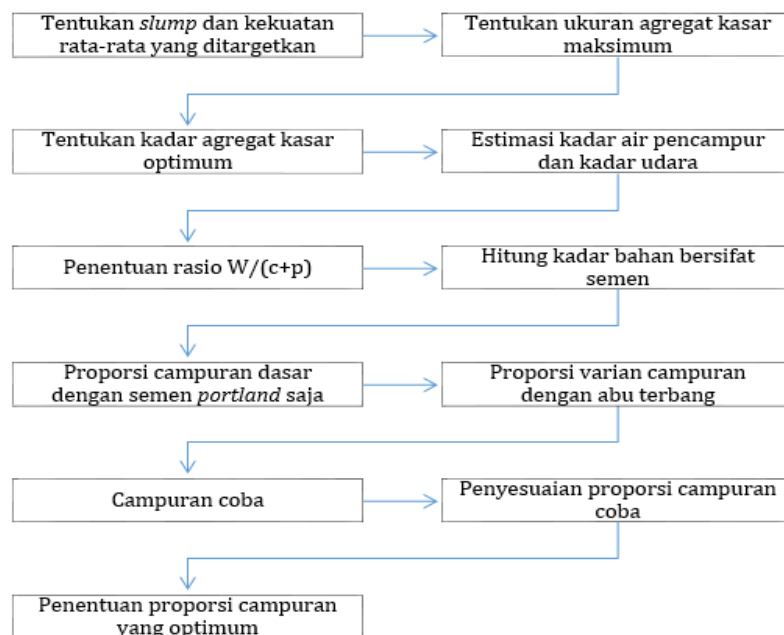 Tentukan slump dan kekuatan
rata-rata yang ditargetkan
Tentukan ukuran agregat kasar
maksimum
Tentukan kadar agregat kasar
optimum
Estimasi kadar air pencampur
dan kadar udara
Penentuan rasio W/(c+p)
Hitung kadar bahan bersifat
semen
Proporsi campuran dasar
dengan semen portland saja
Proporsi varian campuran
dengan abu terbang
Campuran coba
Penyesuaian proporsi campuran
coba
Penentuan proporsi campuran
yang optimum